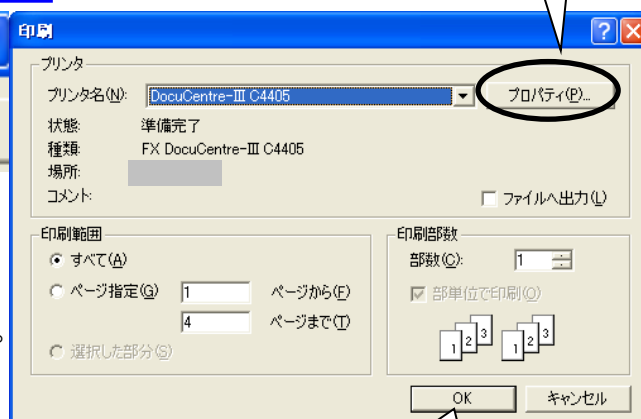 印刷
プリンタ
プリンタ名(N): DocuCentre-Ⅲ C4405 プロパティ(P)...
状態: 準備完了
種類: FX DocuCentre-Ⅲ C4405
場所:
コメント: ファイルへ出力(L)
印刷範囲
すべて(A)
ページ指定(G) 1 ページから(F)
4 ページまで(T)
選択した部分(S)
印刷部数
部数(C): 1
部単位で印刷(O)
1 2 3 1 2 3
OK キャンセル
。